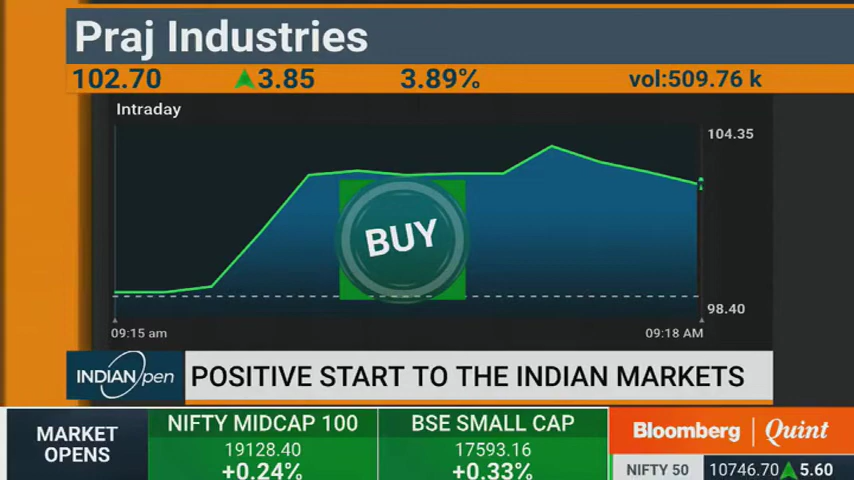 Praj Industries
102.70 ▲3.85 3.89% vol:509.76 k
Intraday
104.35
BUY
98.40
09:15 am 09:18 AM
INDIAN Open
POSITIVE START TO THE INDIAN MARKETS
MARKET OPENS
NIFTY MIDCAP 100
19128.40
+0.24%
BSE SMALL CAP
17593.16
+0.33%
Bloomberg | Quint
NIFTY 50 10746.70 ▲ 5.60